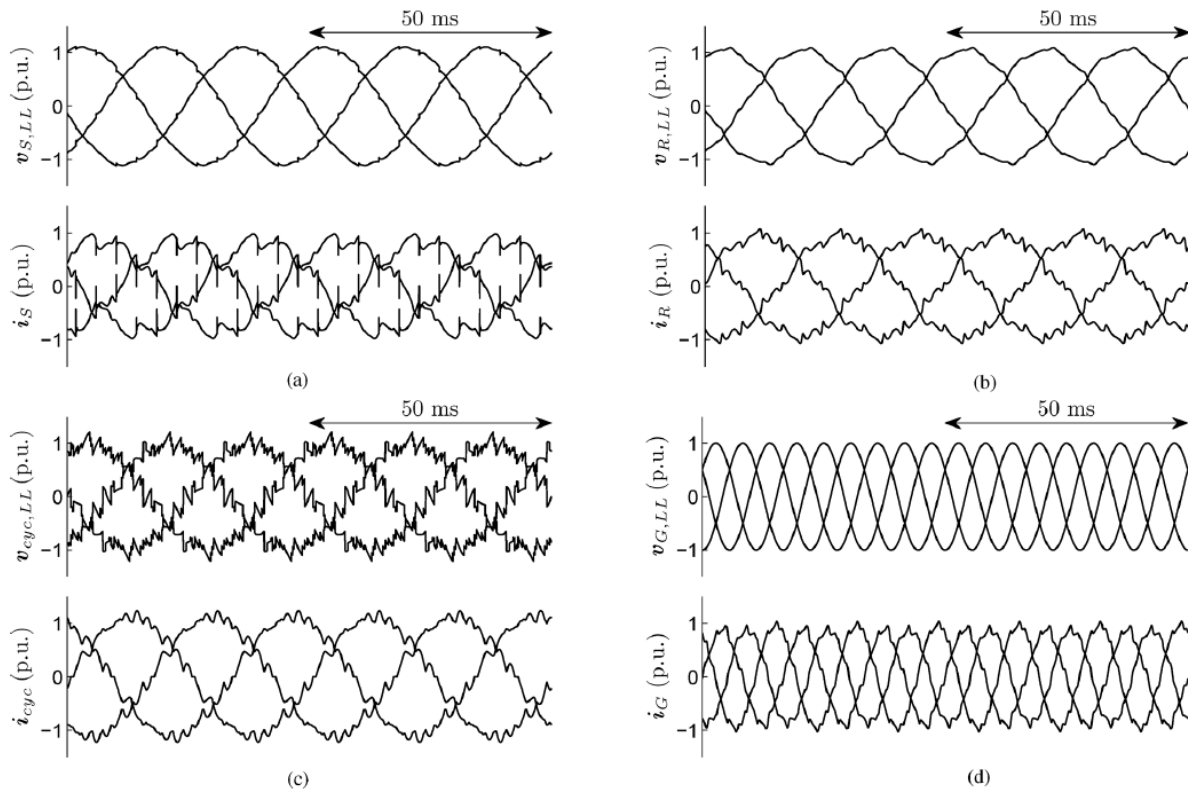 50 ms
1
0
−1
v_{S,LL} (p.u.)
1
0
−1
i_S (p.u.)
(a)
50 ms
1
0
−1
v_{R,LL} (p.u.)
1
0
−1
i_R (p.u.)
(b)
50 ms
1
0
−1
v_{cyc,LL} (p.u.)
1
0
−1
i_{cyc} (p.u.)
(c)
50 ms
1
0
−1
v_{G,LL} (p.u.)
1
0
−1
i_G (p.u.)
(d)